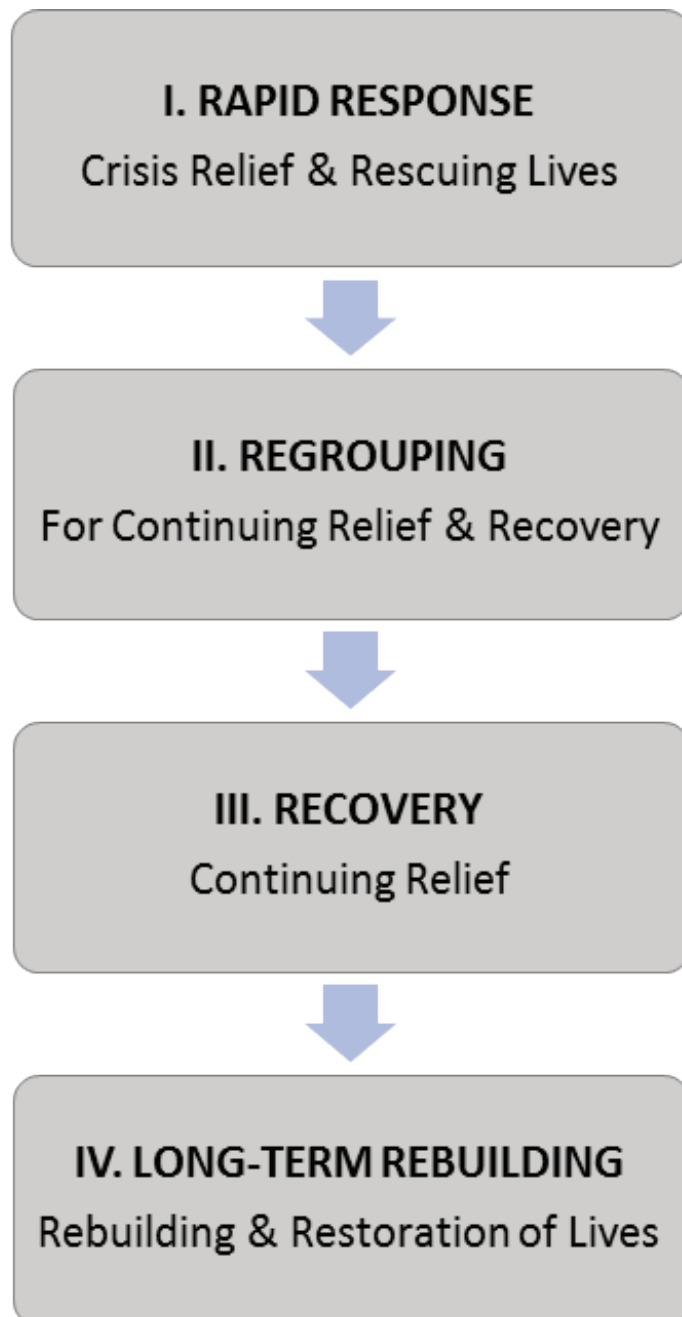 I. RAPID RESPONSE
Crisis Relief & Rescuing Lives
II. REGROUPING
For Continuing Relief & Recovery
III. RECOVERY
Continuing Relief
IV. LONG-TERM REBUILDING
Rebuilding & Restoration of Lives